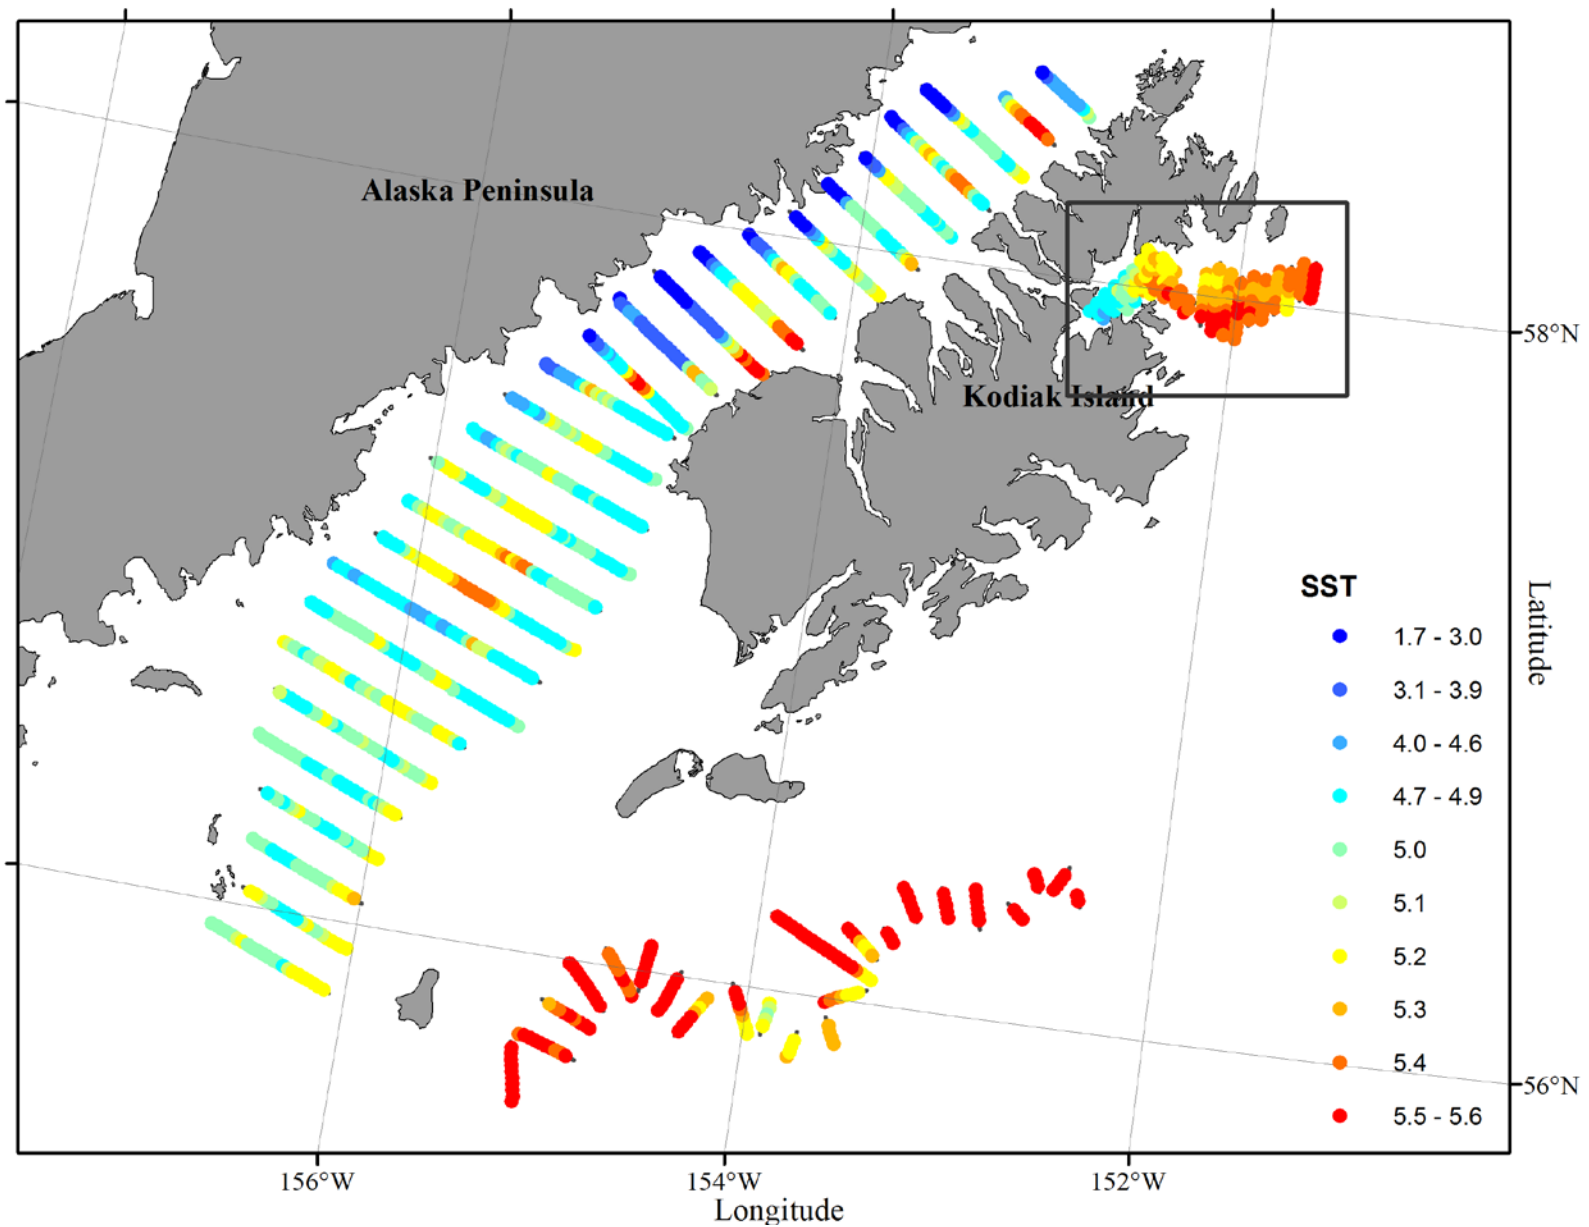 Alaska Peninsula
58°N
Kodiak Island
SST
Latitude
1.7 - 3.0
3.1 - 3.9
4.0 - 4.6
4.7 - 4.9
5.0
5.1
5.2
5.3
5.4
56°N
5.5 - 5.6
156°W
154°W
152°W
Longitude